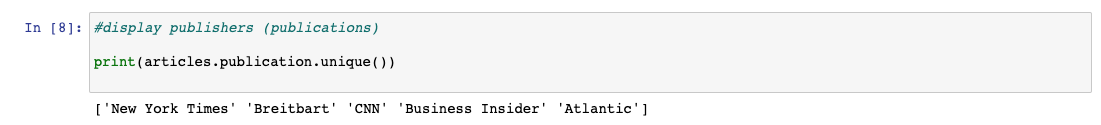 In [8]: #display publishers (publications)
print(articles.publication.unique())
['New York Times' 'Breitbart' 'CNN' 'Business Insider' 'Atlantic']